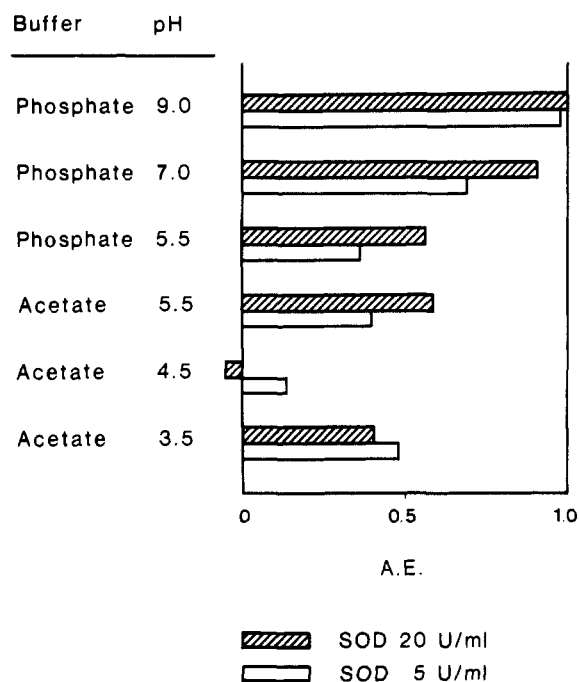 Buffer pH
Phosphate 9.0
Phosphate 7.0
Phosphate 5.5
Acetate 5.5
Acetate 4.5
Acetate 3.5
0 0.5 1.0
A.E.
SOD 20 U/ml
SOD 5 U/ml